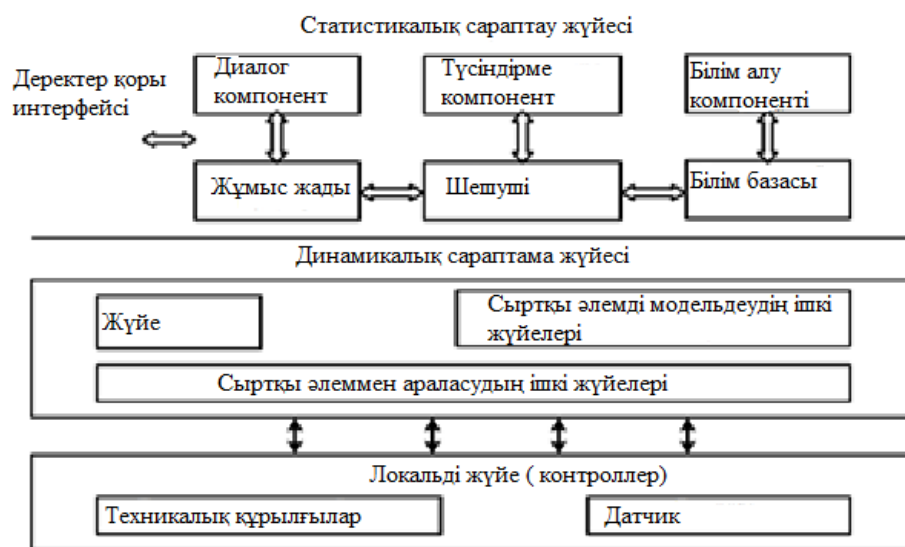 Статистикалық сараптау жүйесі
Деректер қоры
интерфейсі
Диалог
компонент
Түсіндірме
компонент
Білім алу
компоненті
Жұмыс жады
Шешуші
Білім базасы
Динамикалық сараптама жүйесі
Жүйе
Сыртқы әлемді модельдеудің ішкі
жүйелері
Сыртқы әлеммен араласудың ішкі жүйелері
Локальді жүйе ( контроллер)
Техникалық құрылғылар
Датчик